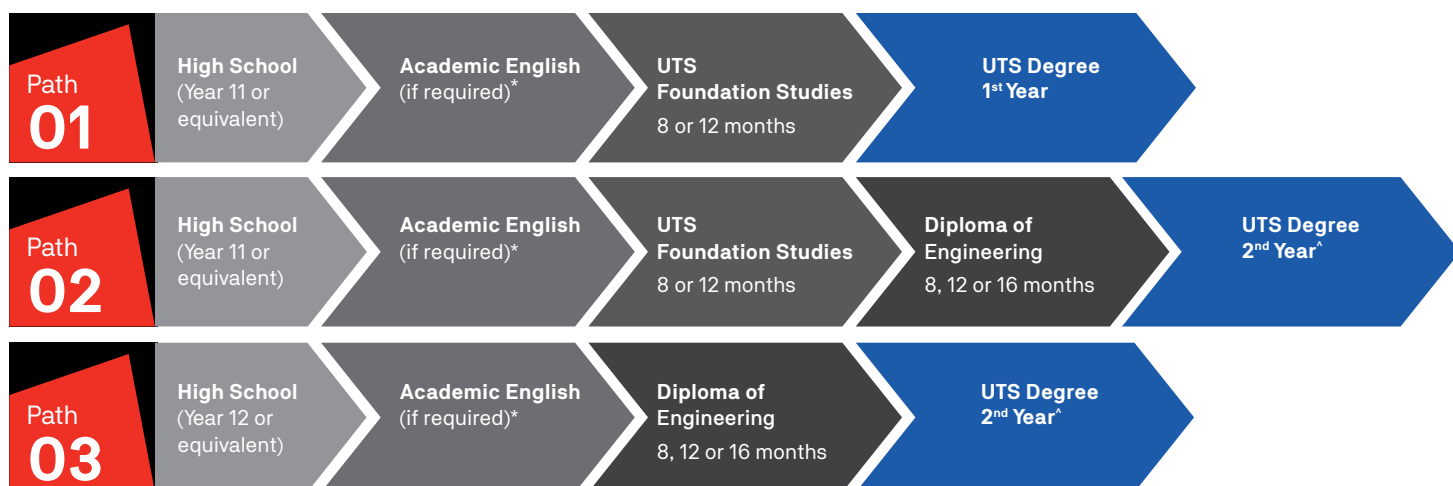 Path
01
High School
(Year 11 or
equivalent)
Academic English
(if required)*
UTS
Foundation Studies
8 or 12 months
UTS Degree
1st Year
Path
02
High School
(Year 11 or
equivalent)
Academic English
(if required)*
UTS
Foundation Studies
8 or 12 months
Diploma of
Engineering
8, 12 or 16 months
UTS Degree
2nd Year^
Path
03
High School
(Year 12 or
equivalent)
Academic English
(if required)*
Diploma of
Engineering
8, 12 or 16 months
UTS Degree
2nd Year^